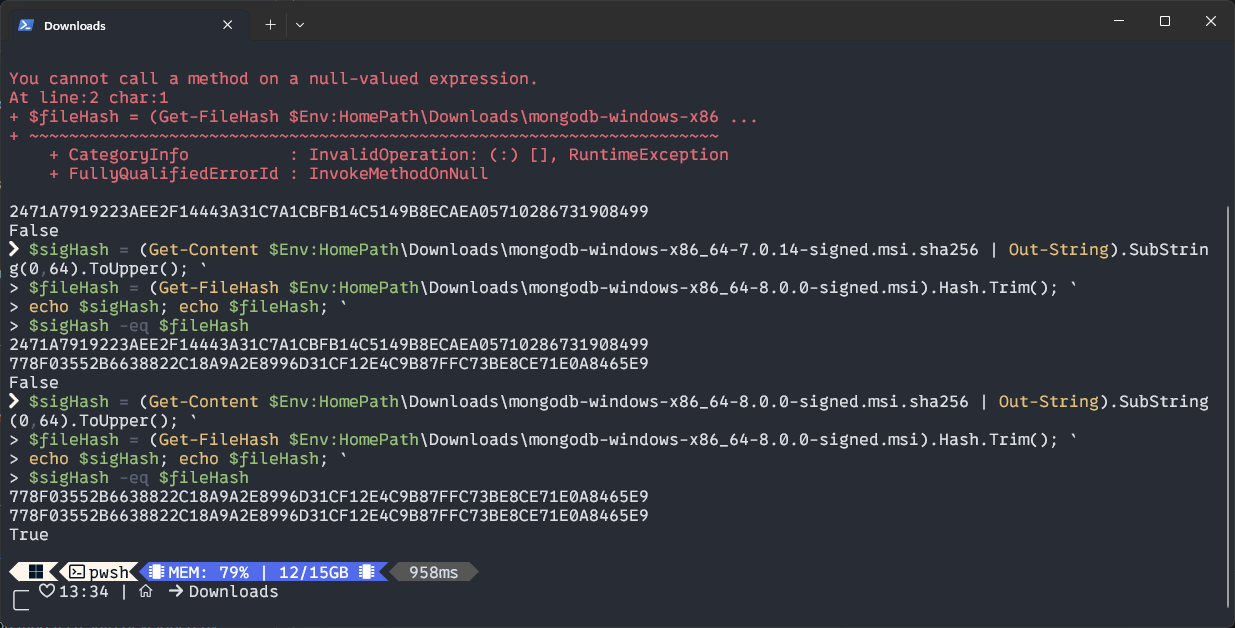 Downloads
You cannot call a method on a null-valued expression.
At line:2 char:1
+ $fileHash = (Get-FileHash $Env:HomePath\Downloads\mongodb-windows-x86 ...
+ ~~~~~~~~~~~~~~~~~~~~~~~~~~~~~~~~~~~~~~~~~~~~~~~~~~~~~~~~~~~~~~~~~~~~~
    + CategoryInfo          : InvalidOperation: (:) [], RuntimeException
    + FullyQualifiedErrorId : InvokeMethodOnNull
2471A7919223AEE2F14443A31C7A1CBFB14C5149B8ECAEA05710286731908499
False
❯ $sigHash = (Get-Content $Env:HomePath\Downloads\mongodb-windows-x86_64-7.0.14-signed.msi.sha256 | Out-String).SubStrin
g(0,64).ToUpper(); `
> $fileHash = (Get-FileHash $Env:HomePath\Downloads\mongodb-windows-x86_64-8.0.0-signed.msi).Hash.Trim(); `
> echo $sigHash; echo $fileHash; `
> $sigHash -eq $fileHash
2471A7919223AEE2F14443A31C7A1CBFB14C5149B8ECAEA05710286731908499
778F03552B6638822C18A9A2E8996D31CF12E4C9B87FFC73BE8CE71E0A8465E9
False
❯ $sigHash = (Get-Content $Env:HomePath\Downloads\mongodb-windows-x86_64-8.0.0-signed.msi.sha256 | Out-String).SubString
(0,64).ToUpper(); `
> $fileHash = (Get-FileHash $Env:HomePath\Downloads\mongodb-windows-x86_64-8.0.0-signed.msi).Hash.Trim(); `
> echo $sigHash; echo $fileHash; `
> $sigHash -eq $fileHash
778F03552B6638822C18A9A2E8996D31CF12E4C9B87FFC73BE8CE71E0A8465E9
778F03552B6638822C18A9A2E8996D31CF12E4C9B87FFC73BE8CE71E0A8465E9
True
pwsh MEM: 79% | 12/15GB 958ms
♡ 13:34 | → Downloads